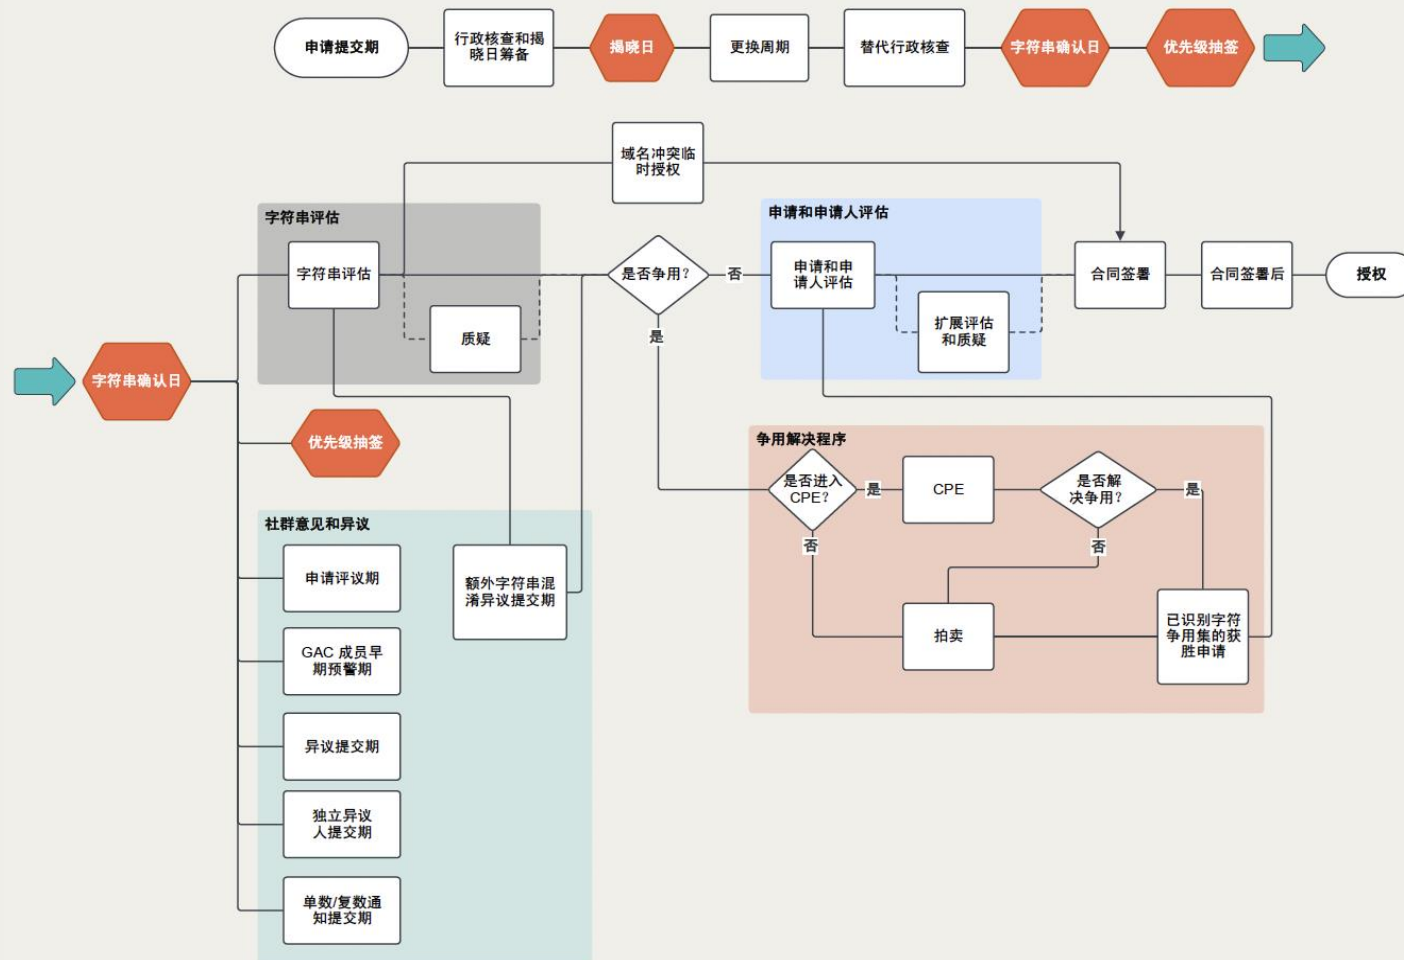 申请提交期
行政核查和揭
晓日筹备
揭晓日
更换周期
替代行政核查
字符串确认日
优先级抽签
域名冲突临
时授权
字符串评估
字符串评估
质疑
是否争用？
否
是
申请和申请人评估
申请和申
请人评估
扩展评估
和质疑
合同签署
合同签署后
授权
字符串确认日
优先级抽签
争用解决程序
是否进入
CPE？
是
否
CPE
是否解
决争用？
是
否
拍卖
已识别字符
争用集的获
胜申请
社群意见和异议
申请评议期
额外字符串混
淆异议提交期
GAC 成员早
期预警期
异议提交期
独立异议
人提交期
单数/复数通
知提交期